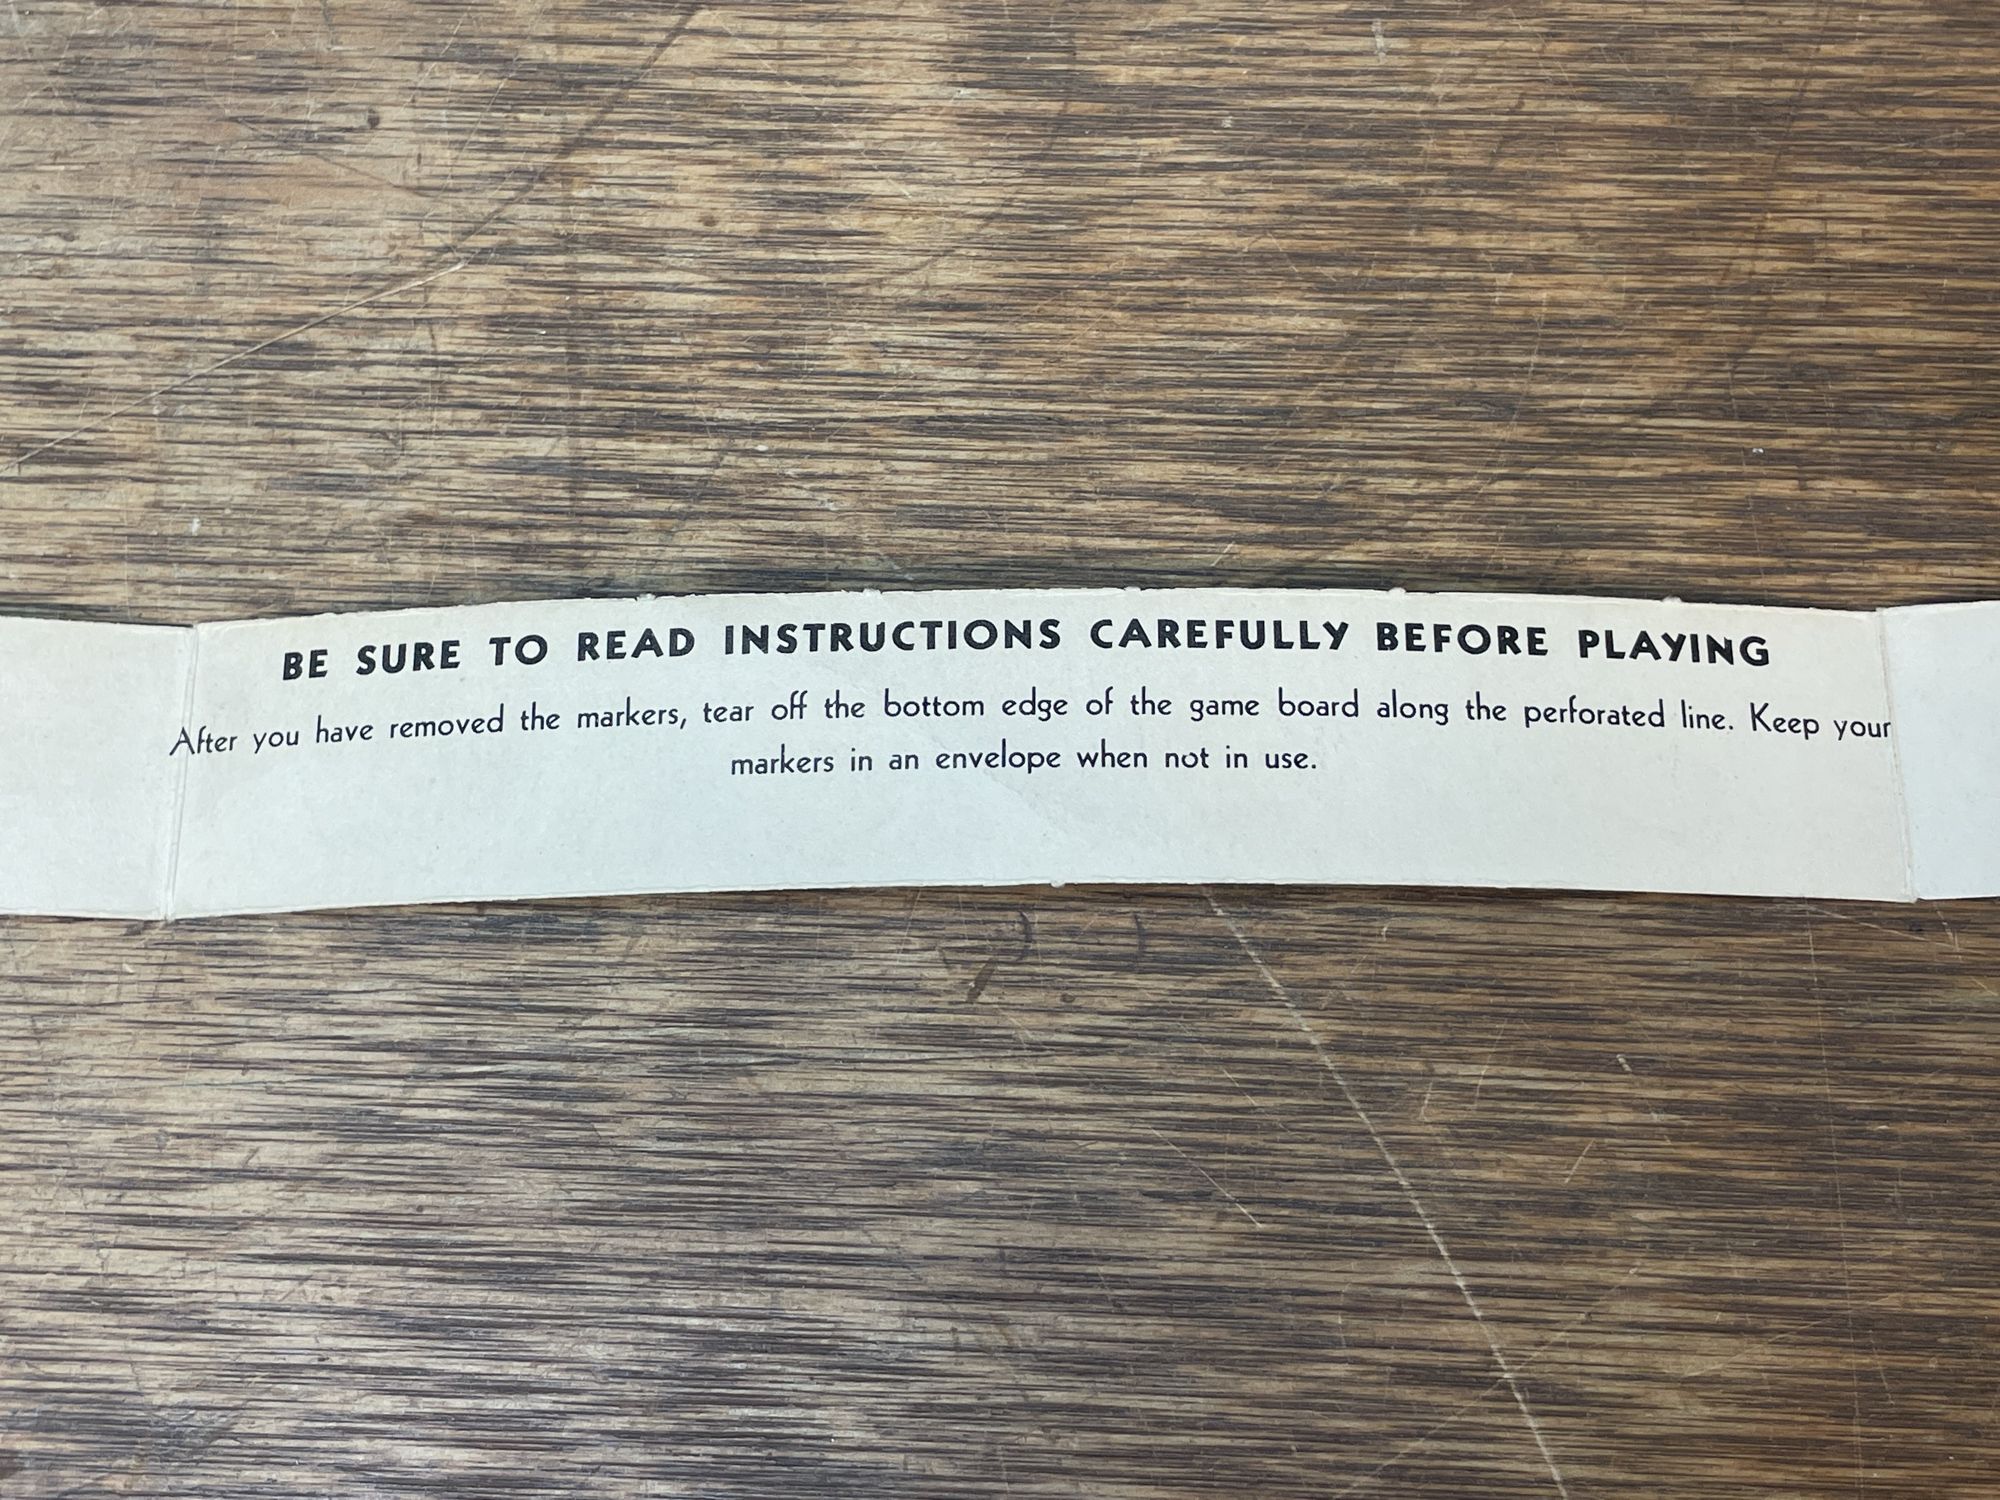 BE SURE TO READ INSTRUCTIONS CAREFULLY BEFORE PLAYING
After you have removed the markers, tear off the bottom edge of the game board along the perforated line. Keep your
markers in an envelope when not in use.